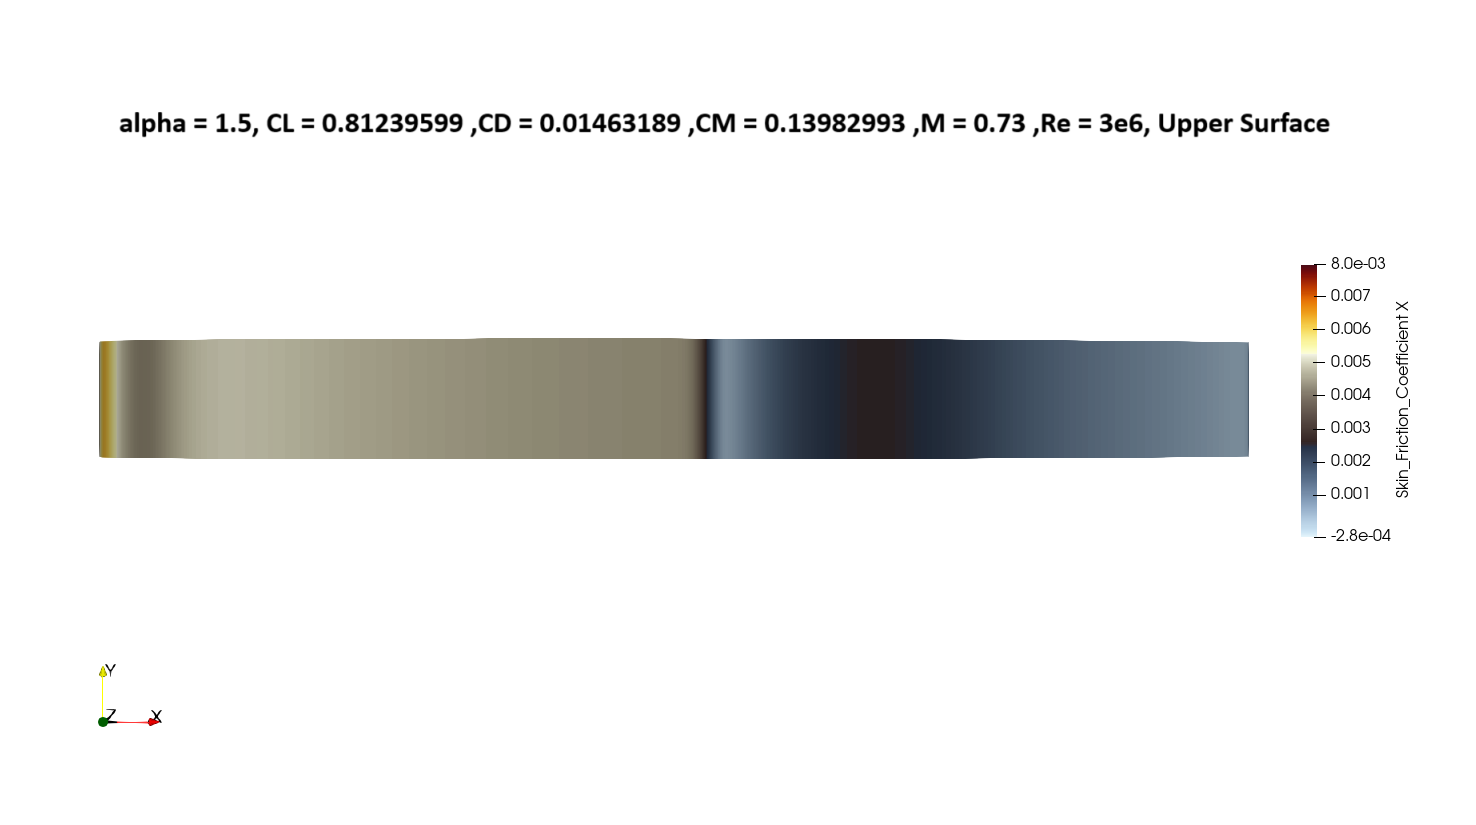 alpha = 1.5, CL = 0.81239599 ,CD = 0.01463189 ,CM = 0.13982993 ,M = 0.73 ,Re = 3e6, Upper Surface
8.0e-03
0.007
0.006
0.005
0.004
0.003
0.002
0.001
-2.8e-04
Skin_Friction_Coefficient X
Y
Z
X